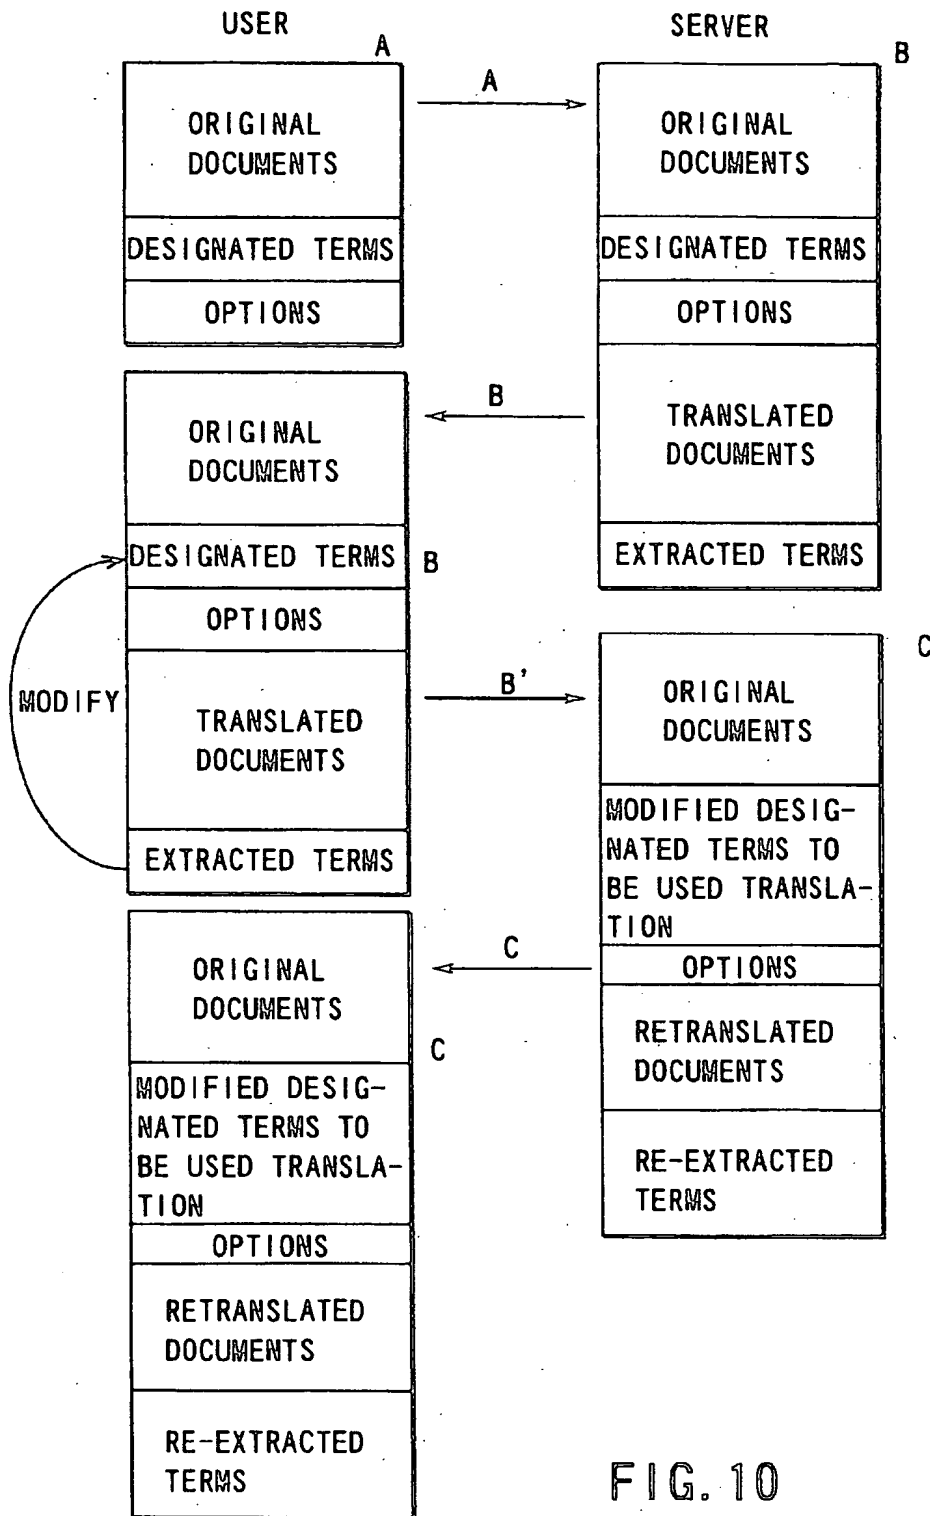 USER
SERVER
A
B
A
ORIGINAL
DOCUMENTS
DESIGNATED TERMS
OPTIONS
ORIGINAL
DOCUMENTS
DESIGNATED TERMS
OPTIONS
TRANSLATED
DOCUMENTS
EXTRACTED TERMS
B
ORIGINAL
DOCUMENTS
DESIGNATED TERMS
B
OPTIONS
MODIFY
TRANSLATED
DOCUMENTS
EXTRACTED TERMS
B'
C
ORIGINAL
DOCUMENTS
MODIFIED DESIG-
NATED TERMS TO
BE USED TRANSLA-
TION
OPTIONS
RETRANSLATED
DOCUMENTS
RE-EXTRACTED
TERMS
C
ORIGINAL
DOCUMENTS
C
MODIFIED DESIG-
NATED TERMS TO
BE USED TRANSLA-
TION
OPTIONS
RETRANSLATED
DOCUMENTS
RE-EXTRACTED
TERMS
FIG. 10